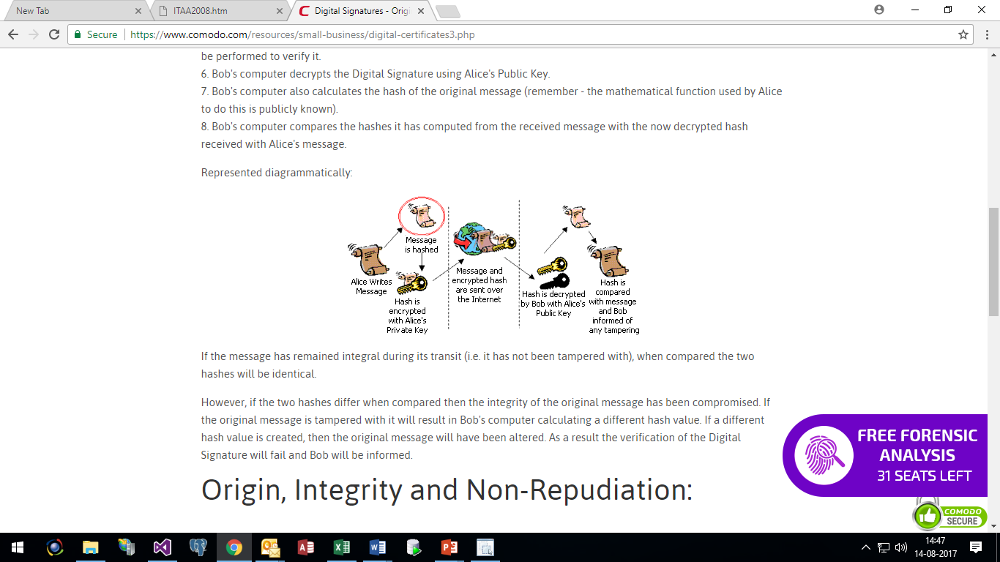 New Tab
ITAA2008.htm
Digital Signatures - Origi
Secure
https://www.comodo.com/resources/small-business/digital-certificates3.php
be performed to verify it.
6. Bob's computer decrypts the Digital Signature using Alice's Public Key.
7. Bob's computer also calculates the hash of the original message (remember - the mathematical function used by Alice
to do this is publicly known).
8. Bob's computer compares the hashes it has computed from the received message with the now decrypted hash
received with Alice's message.
Represented diagrammatically:
Alice Writes
Message
Message
is hashed
Hash is
encrypted
with Alice's
Private Key
Message and
encrypted hash
are sent over
the Internet
Hash is decrypted
by Bob with Alice's
Public Key
Hash is
compared
with message
and Bob
informed of
any tampering
If the message has remained integral during its transit (i.e. it has not been tampered with), when compared the two
hashes will be identical.
However, if the two hashes differ when compared then the integrity of the original message has been compromised. If
the original message is tampered with it will result in Bob's computer calculating a different hash value. If a different
hash value is created, then the original message will have been altered. As a result the verification of the Digital
Signature will fail and Bob will be informed.
Origin, Integrity and Non-Repudiation:
FREE FORENSIC
ANALYSIS
31 SEATS LEFT
COMODO
SECURE
14:47
14-08-2017